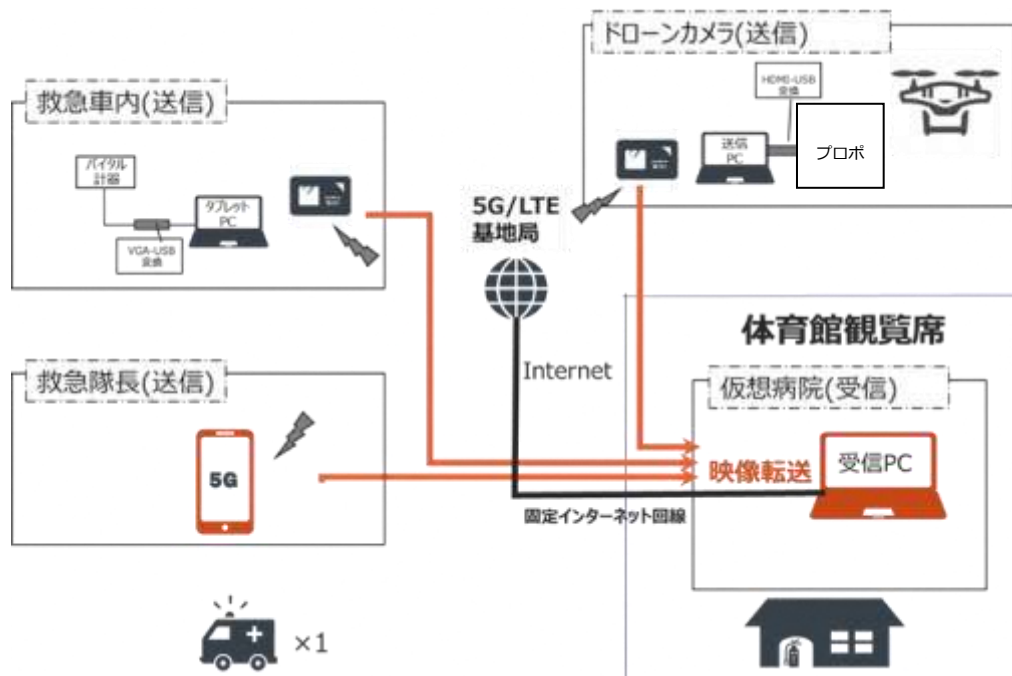 ドローンカメラ(送信)
HDMI-USB
変換
送信
PC
プロポ
救急車内(送信)
バイタル
計器
タブレット
PC
VGA-USB
変換
5G/LTE
基地局
Internet
体育館観覧席
仮想病院(受信)
救急隊長(送信)
5G
映像転送
受信PC
固定インターネット回線
×1